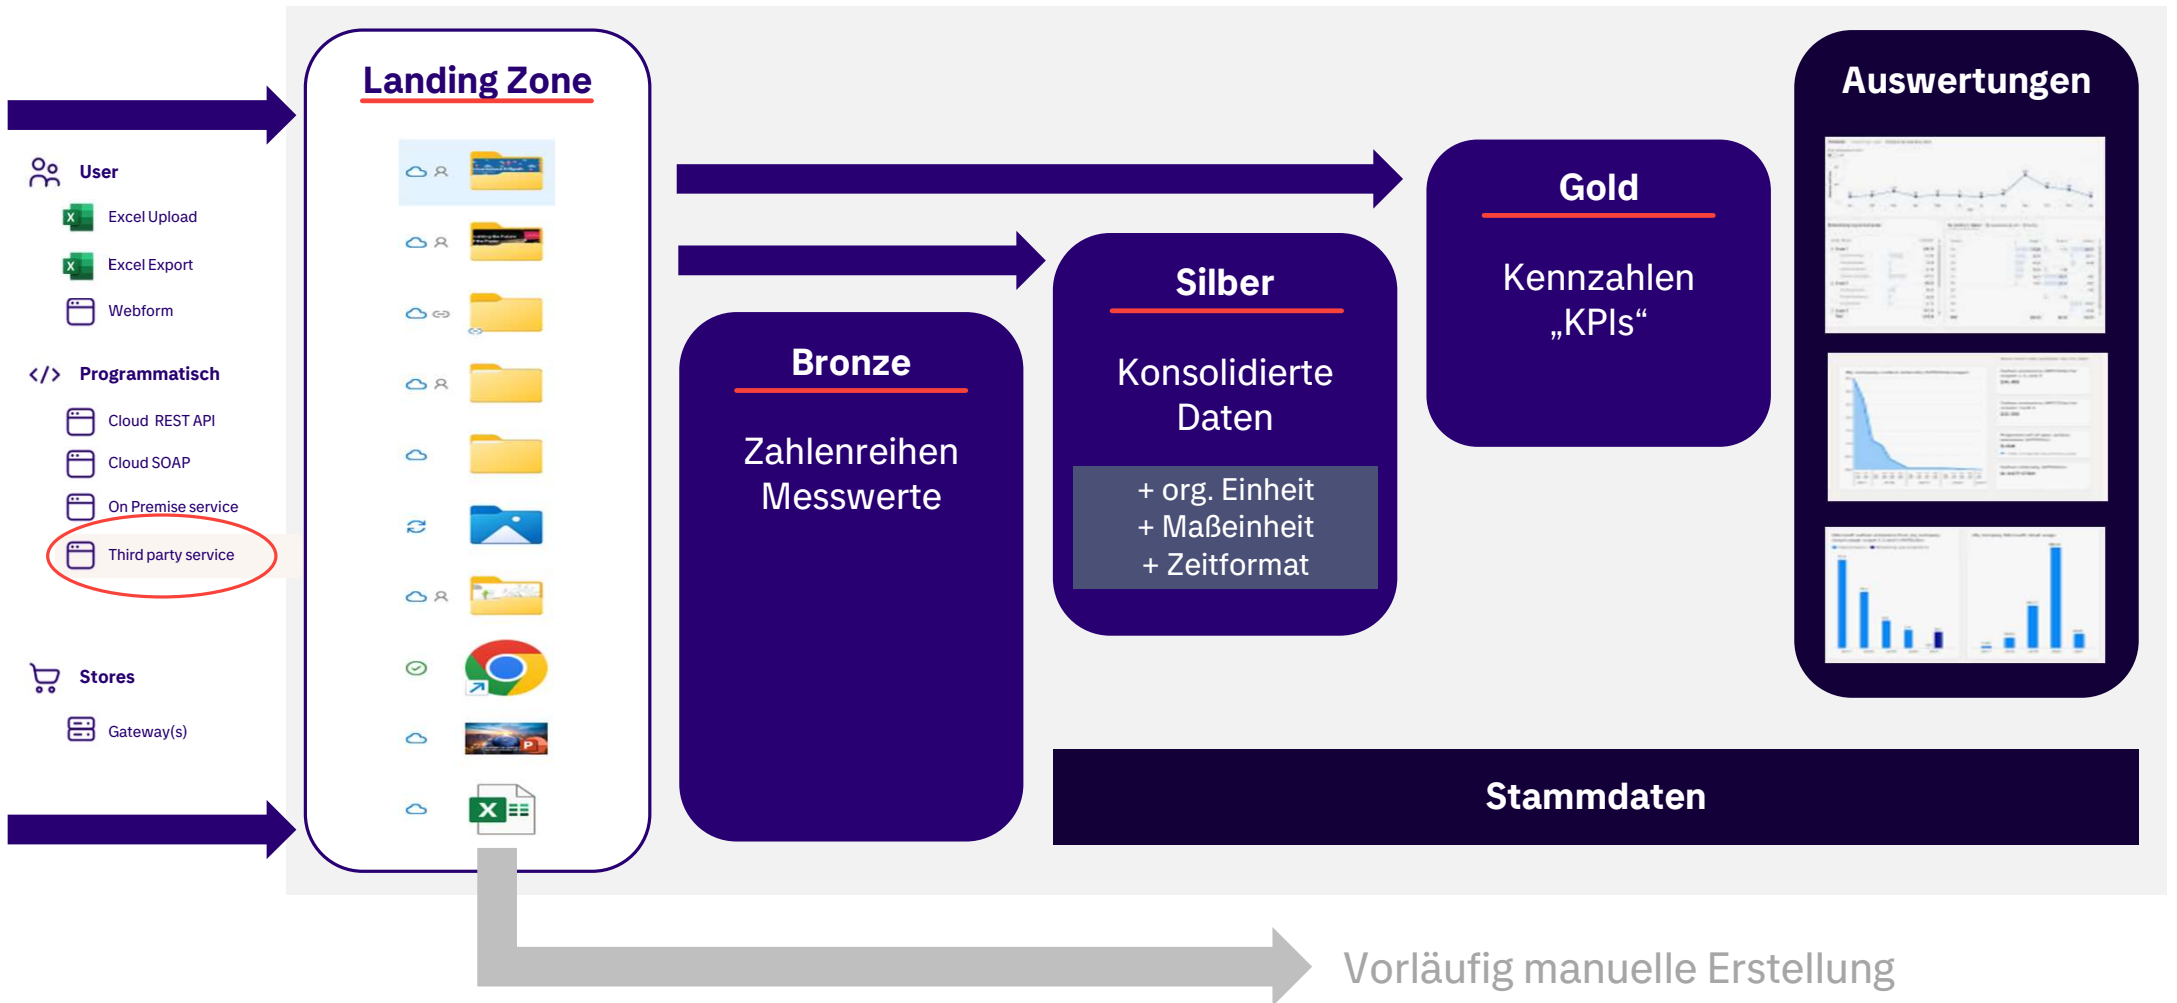 User
Excel Upload
Excel Export
Webform
Programmatisch
Cloud REST API
Cloud SOAP
On Premise service
Third party service
Stores
Gateway(s)
Landing Zone
Bronze
Zahlenreihen
Messwerte
Silber
Konsolidierte
Daten
+ org. Einheit
+ Maßeinheit
+ Zeitformat
Gold
Kennzahlen
„KPIs“
Auswertungen
Stammdaten
Vorläufig manuelle Erstellung